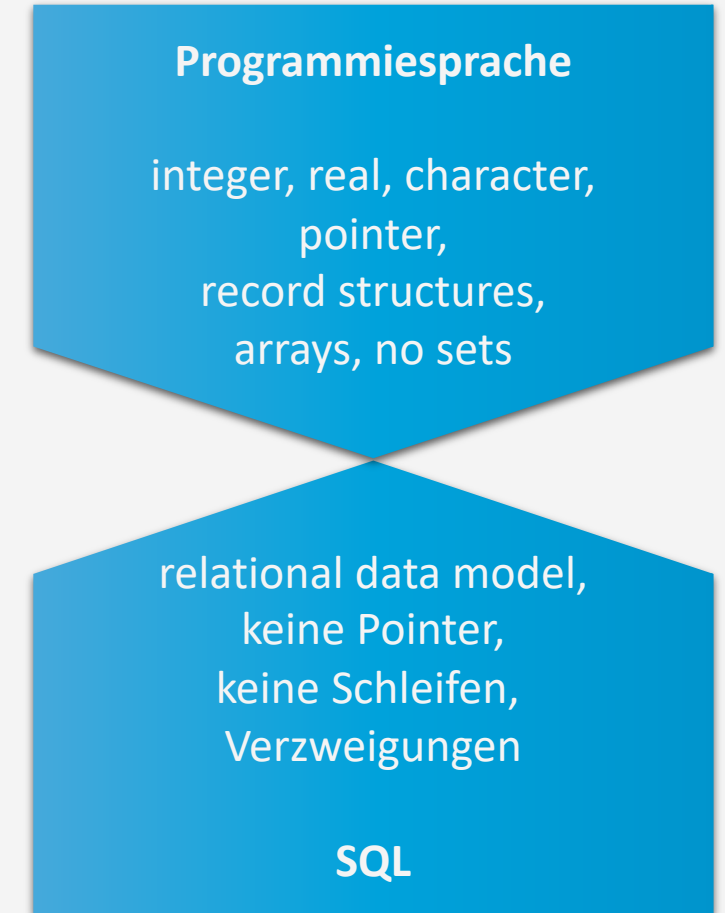 Programmiesprache
integer, real, character,
pointer,
record structures,
arrays, no sets
relational data model,
keine Pointer,
keine Schleifen,
Verzweigungen
SQL